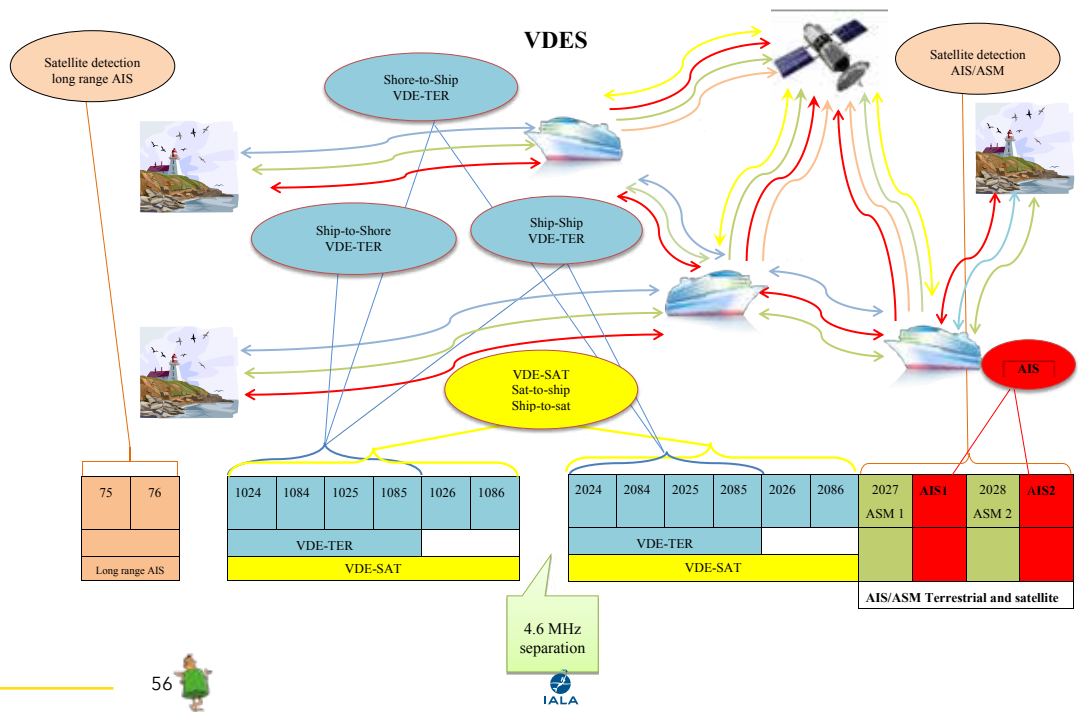 VDES
Satellite detection
long range AIS
Shore-to-Ship
VDE-TER
Satellite detection
AIS/ASM
Ship-to-Shore
VDE-TER
Ship-Ship
VDE-TER
VDE-SAT
Sat-to-ship
Ship-to-sat
AIS
75 76
1024 1084 1025 1085 1026 1086
2024 2084 2025 2085 2026 2086
2027 AIS1 2028 AIS2
ASM 1 ASM 2
VDE-TER
VDE-TER
Long range AIS
VDE-SAT
VDE-SAT
AIS/ASM Terrestrial and satellite
4.6 MHz
separation
56
IALA